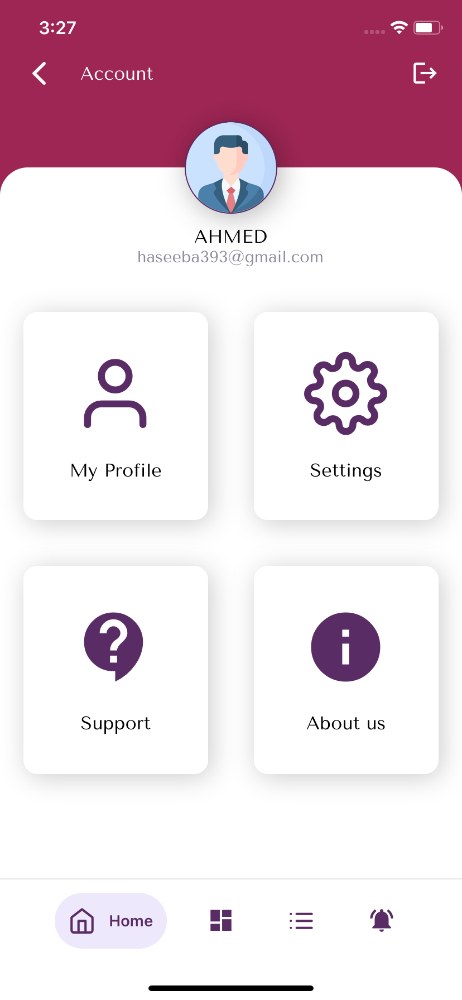 3:27
Account
AHMED
haseeba393@gmail.com
My Profile
Settings
Support
About us
Home